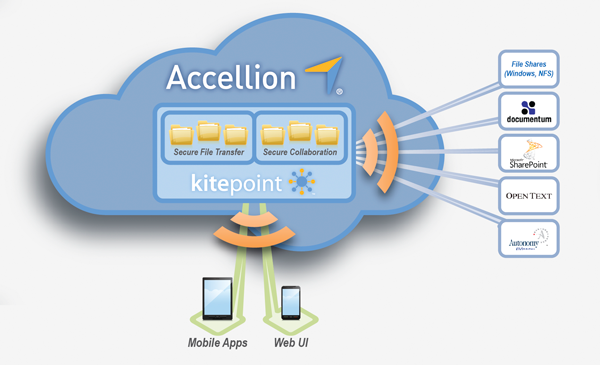 Accellion
®
Secure File Transfer
Secure Collaboration
kitepoint
File Shares
(Windows, NFS)
documentum
Microsoft
SharePoint
OPEN TEXT
Autonomy
Mobile Apps
Web UI